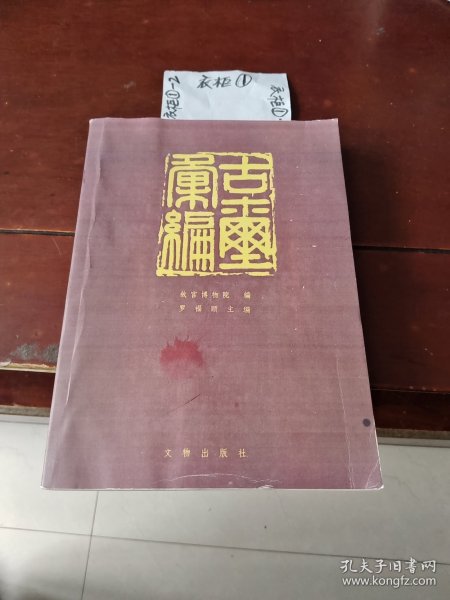 衣柜①-2
衣柜①
衣柜①-
古璽
彙編
故宫博物院 编
罗福颐主编
文物出版社
孔夫子旧书网
www.kongfz.com